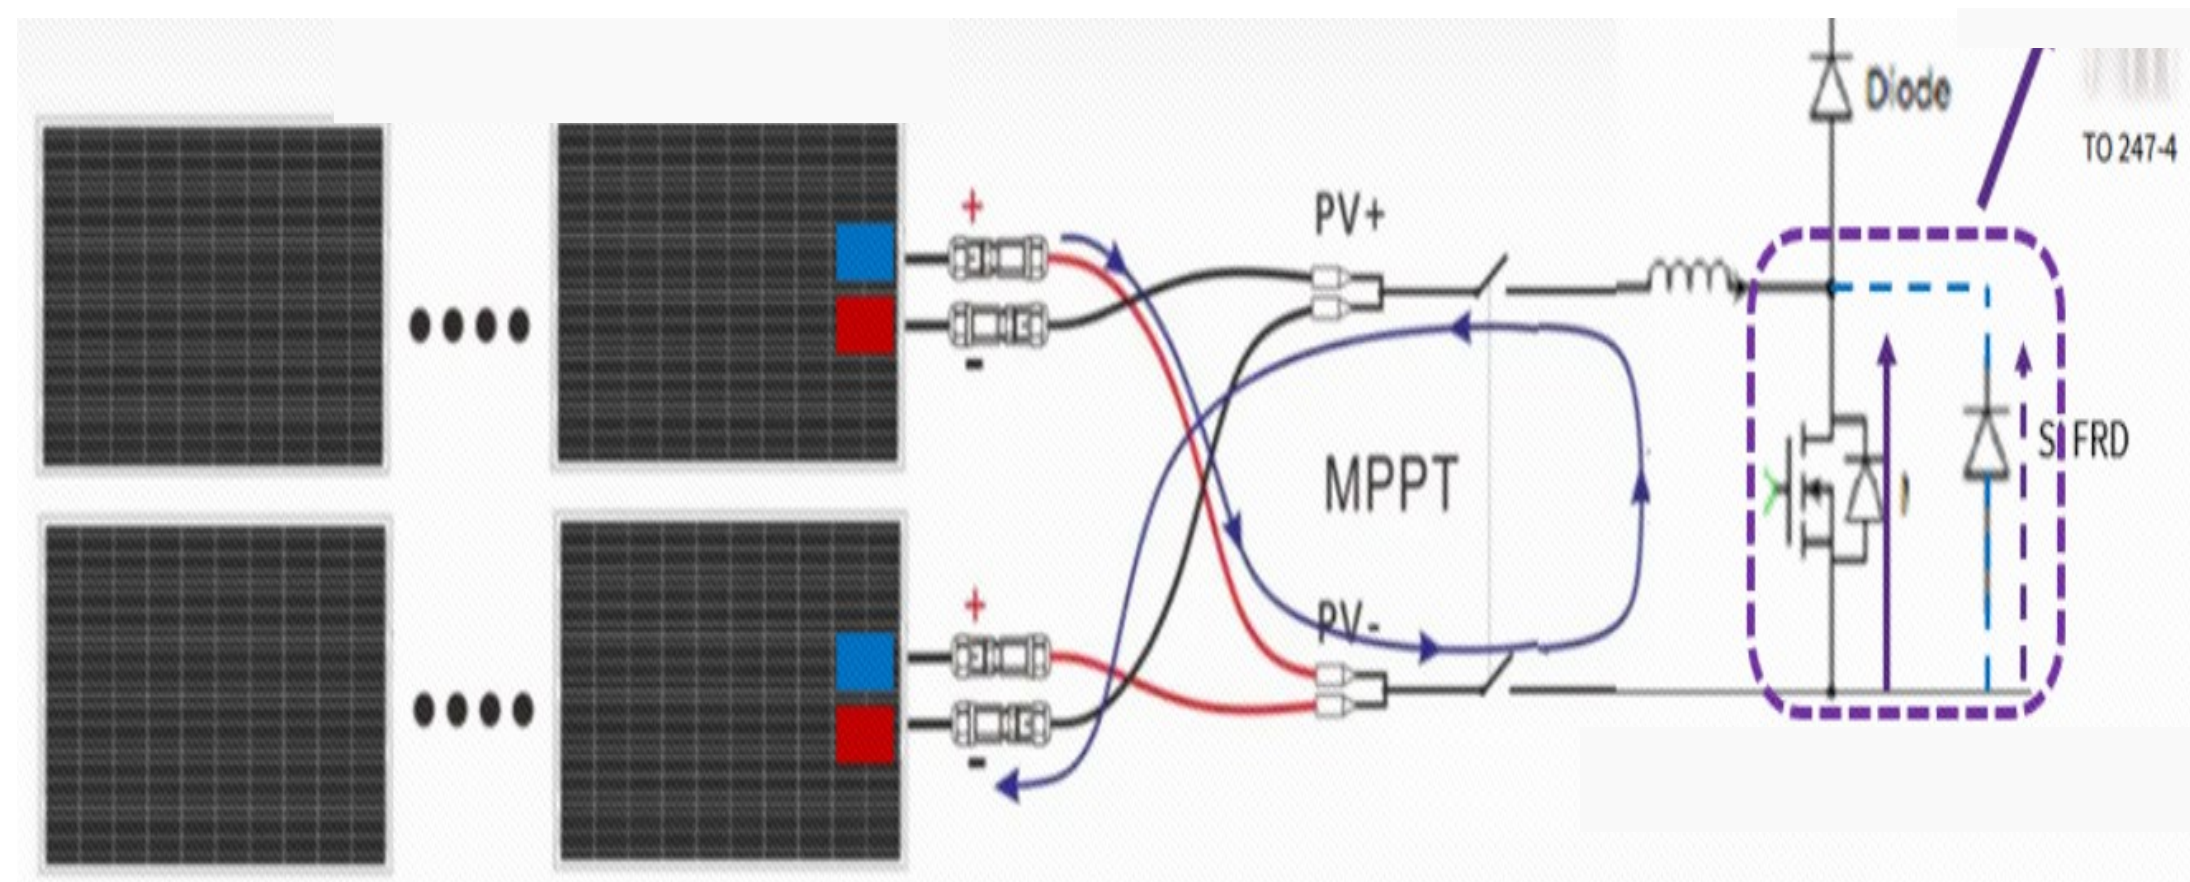 Diode
TO 247-4
+
PV+
-
MPPT
Si FRD
+
PV-
-